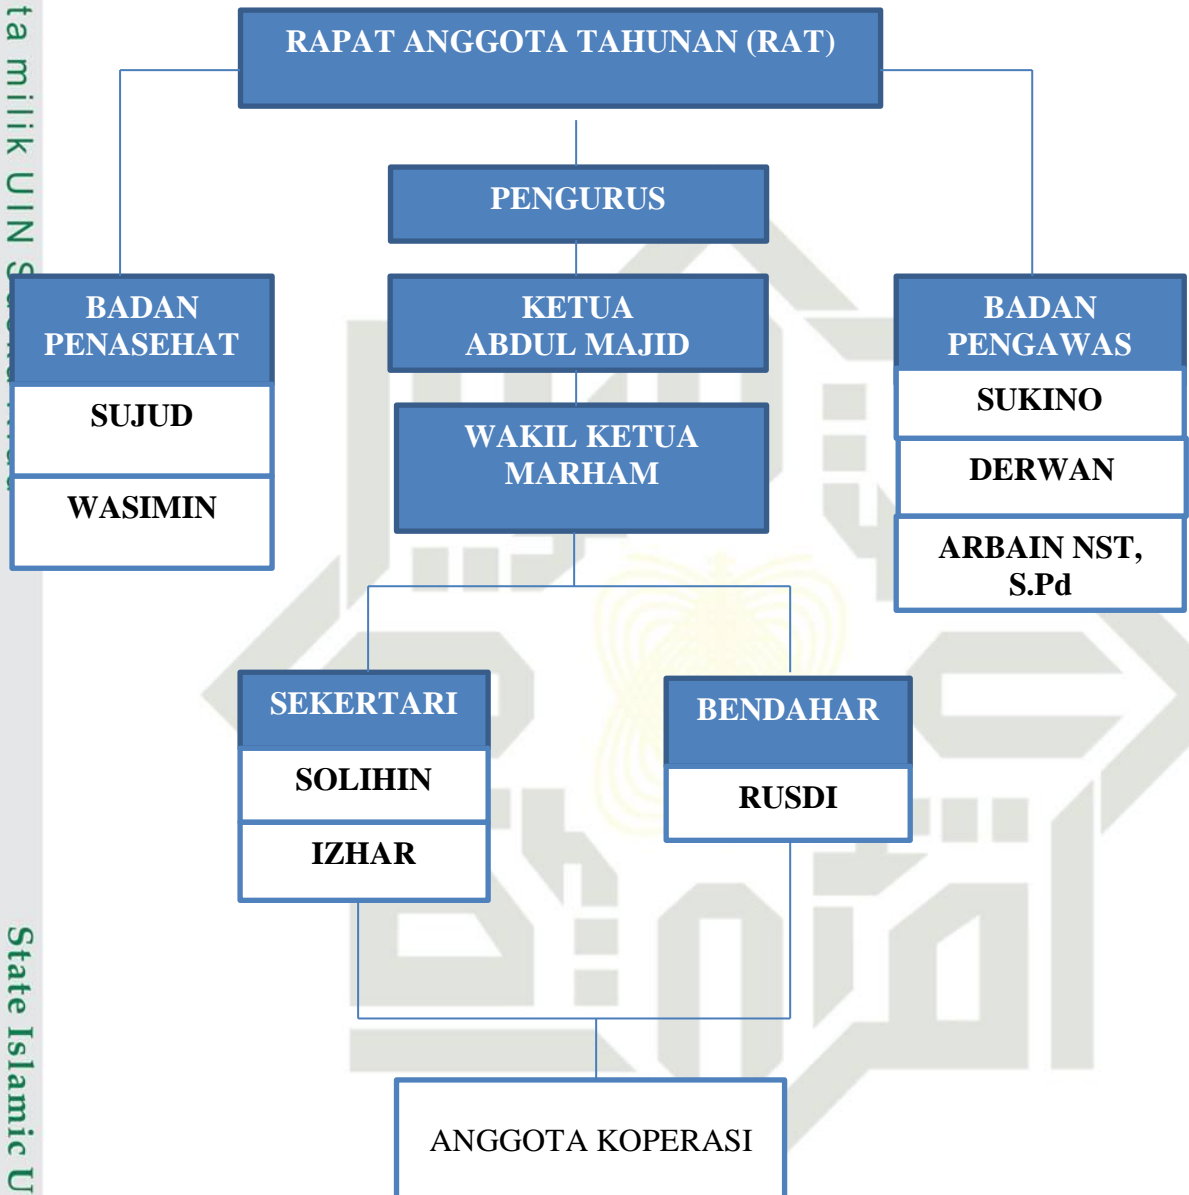 ta milik UIN S
State Islamic U
RAPAT ANGGOTA TAHUNAN (RAT)
PENGURUS
BADAN
PENASEHAT
SUJUD
WASIMIN
KETUA
ABDUL MAJID
WAKIL KETUA
MARHAM
BADAN
PENGAWAS
SUKINO
DERWAN
ARBAIN NST,
S.Pd
SEKERTARI
SOLIHIN
IZHAR
BENDAHAR
RUSDI
ANGGOTA KOPERASI